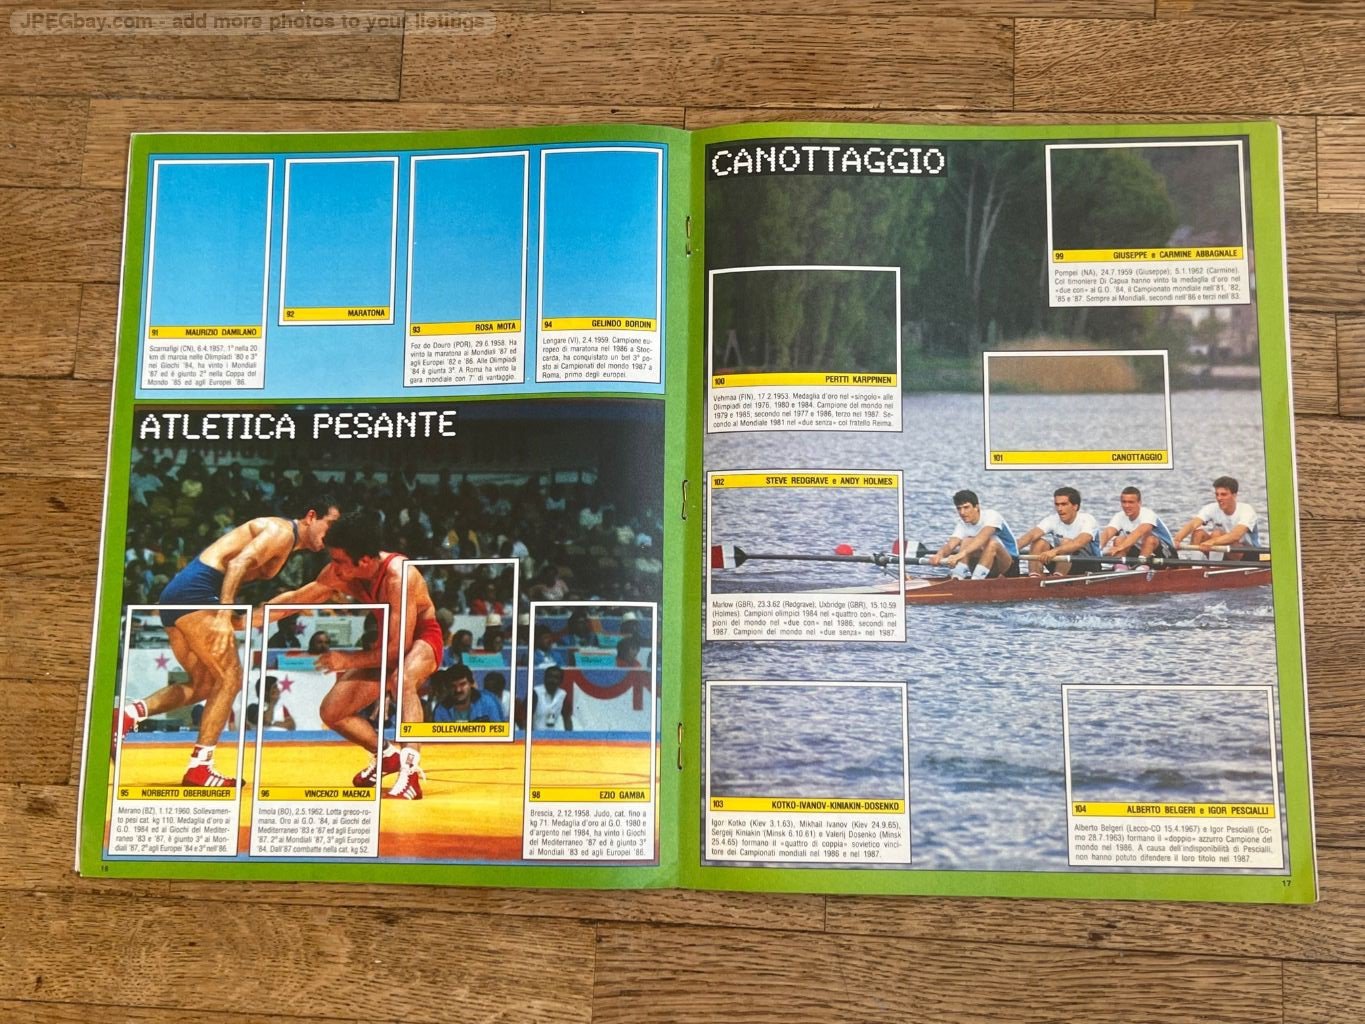 JPEGbay.com - add more photos to your listings
91 MAURIZIO DAMILANO
Scarnafigi (CN), 6.4.1957. 1° nella 20
km di marcia nelle Olimpiadi '80 e 3°
nei Giochi '84, ha vinto i Mondiali
'87 ed è giunto 2° nella Coppa del
Mondo '85 ed agli Europei '86.
92 MARATONA
93 ROSA MOTA
Foz do Douro (POR), 29.6.1958. Ha
vinto la maratona ai Mondiali '87 ed
agli Europei '82 e '86. Alle Olimpiadi
'84 è giunta 3ª. A Roma ha vinto la
gara mondiale con 7' di vantaggio.
94 GELINDO BORDIN
Longare (VI), 2.4.1959. Campione eu-
ropeo di maratona nel 1986 a Stoc-
carda, ha conquistato un bel 3° po-
sto ai Campionati del mondo 1987 a
Roma, primo degli europei.
ATLETICA PESANTE
95 NORBERTO OBERBURGER
Merano (BZ), 1.12.1960. Sollevamen-
to pesi cat. kg 110. Medaglia d'oro ai
G.O. 1984 ed ai Giochi del Mediter-
raneo '83 e '87, è giunto 3° ai Mon-
diali '87, 2° agli Europei '84 e 3° nell'86.
96 VINCENZO MAENZA
Imola (BO), 2.5.1962. Lotta greco-ro-
mana. Oro ai G.O. '84, ai Giochi del
Mediterraneo '83 e '87 ed agli Europei
'87, 2° ai Mondiali '87, 3° agli Europei
'84. Dall'87 combatte nella cat. kg 52.
97 SOLLEVAMENTO PESI
98 EZIO GAMBA
Brescia, 2.12.1958. Judo, cat. fino a
kg 71. Medaglia d'oro ai G.O. 1980 e
d'argento nel 1984, ha vinto i Giochi
del Mediterraneo '87 ed è giunto 3°
ai Mondiali '83 ed agli Europei '86.
16
CANOTTAGGIO
99 GIUSEPPE e CARMINE ABBAGNALE
Pompei (NA), 24.7.1959 (Giuseppe); 5.1.1962 (Carmine).
Col timoniere Di Capua hanno vinto la medaglia d'oro nel
«due con» ai G.O. '84, il Campionato mondiale nell'81, '82,
'85 e '87. Sempre ai Mondiali, secondi nell'86 e terzi nell'83.
100 PERTTI KARPPINEN
Vehmaa (FIN), 17.2.1953. Medaglia d'oro nel «singolo» alle
Olimpiadi del 1976, 1980 e 1984. Campione del mondo nel
1979 e 1985; secondo nel 1977 e 1986, terzo nel 1987. Se-
condo ai Mondiale 1981 nel «due senza» col fratello Reima.
101 CANOTTAGGIO
102 STEVE REDGRAVE e ANDY HOLMES
Marlow (GBR), 23.3.62 (Redgrave), Uxbridge (GBR), 15.10.59
(Holmes). Campioni olimpici 1984 nel «quattro con». Cam-
pioni del mondo nel «due con» nel 1986; secondi nel
1987. Campioni del mondo nel «due senza» nel 1987.
103 KOTKO-IVANOV-KINIAKIN-DOSENKO
Igor Kotko (Kiev 3.1.63), Mikhail Ivanov (Kiev 24.9.65),
Sergeij Kiniakin (Minsk 6.10.61) e Valerij Dosenko (Minsk
25.4.65) formano il «quattro di coppia» sovietico vinci-
tore dei Campionati mondiali nel 1986 e nel 1987.
104 ALBERTO BELGERI e IGOR PESCIALLI
Alberto Belgeri (Lecco-CO 15.4.1967) e Igor Pescialli (Co-
mo 28.7.1963) formano il «doppio» azzurro Campione del
mondo nel 1986. A causa dell'indisponibilità di Pescialli,
non hanno potuto difendere il loro titolo nel 1987.
17